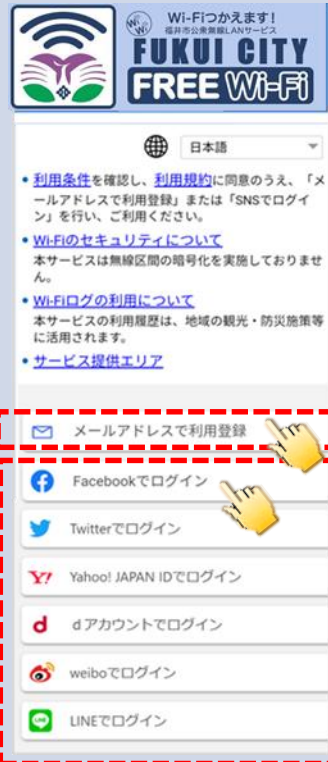 Wi-Fiつかえます!
福井市公衆無線LANサービス
FUKUI CITY
FREE Wi-Fi
日本語
• 利用条件を確認し、利用規約に同意のうえ、「メ
ールアドレスで利用登録」または「SNSでログイ
ン」を行い、ご利用ください。
• Wi-Fiのセキュリティについて
本サービスは無線区間の暗号化を実施しておりませ
ん。
• Wi-Fiログの利用について
本サービスの利用履歴は、地域の観光・防災施策等
に活用されます。
• サービス提供エリア
メールアドレスで利用登録
Facebookでログイン
Twitterでログイン
Y! Yahoo! JAPAN IDでログイン
d dアカウントでログイン
weiboでログイン
LINE LINEでログイン